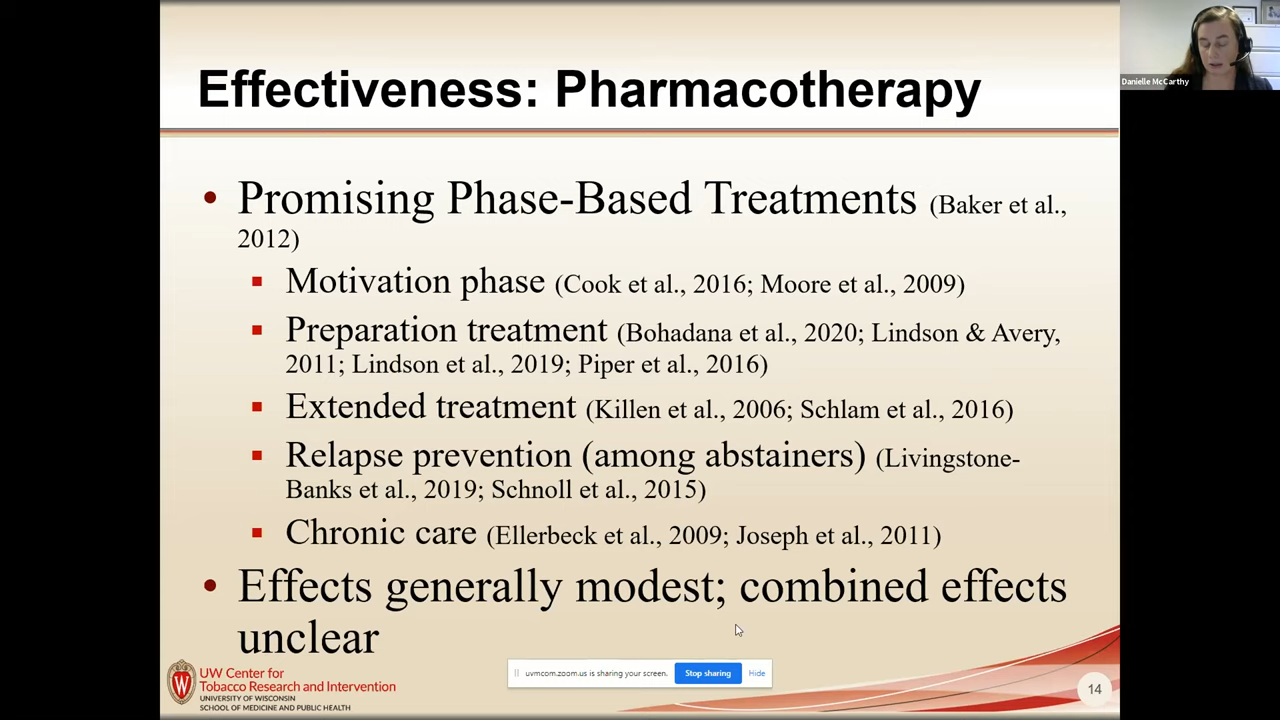 Effectiveness: Pharmacotherapy
Danielle McCarthy
• Promising Phase-Based Treatments (Baker et al.,
2012)
▪ Motivation phase (Cook et al., 2016; Moore et al., 2009)
▪ Preparation treatment (Bohadana et al., 2020; Lindson & Avery,
2011; Lindson et al., 2019; Piper et al., 2016)
▪ Extended treatment (Killen et al., 2006; Schlam et al., 2016)
▪ Relapse prevention (among abstainers) (Livingstone-
Banks et al., 2019; Schnoll et al., 2015)
▪ Chronic care (Ellerbeck et al., 2009; Joseph et al., 2011)
• Effects generally modest; combined effects
unclear
UW Center for
Tobacco Research and Intervention
UNIVERSITY OF WISCONSIN
SCHOOL OF MEDICINE AND PUBLIC HEALTH
uvmcom.zoom.us is sharing your screen. Stop sharing Hide
14